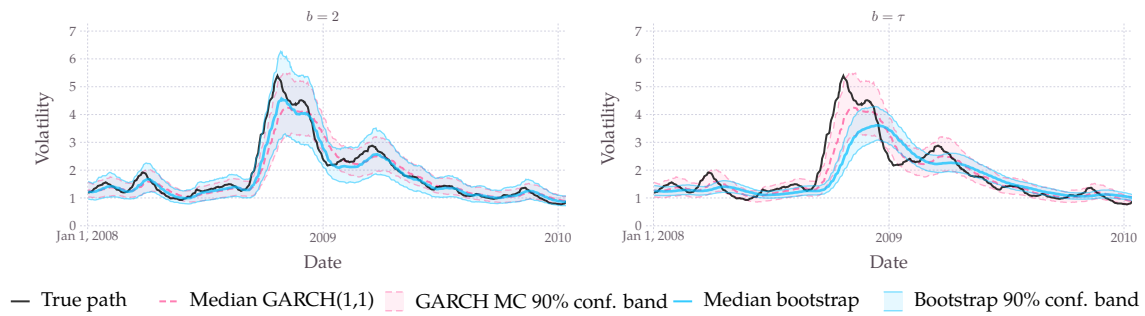 b = 2
7
6
5
4
3
2
1
0
Volatility
Jan 1, 2008
2009
2010
Date
b = τ
7
6
5
4
3
2
1
0
Volatility
Jan 1, 2008
2009
2010
Date
True path
Median GARCH(1,1)
GARCH MC 90% conf. band
Median bootstrap
Bootstrap 90% conf. band